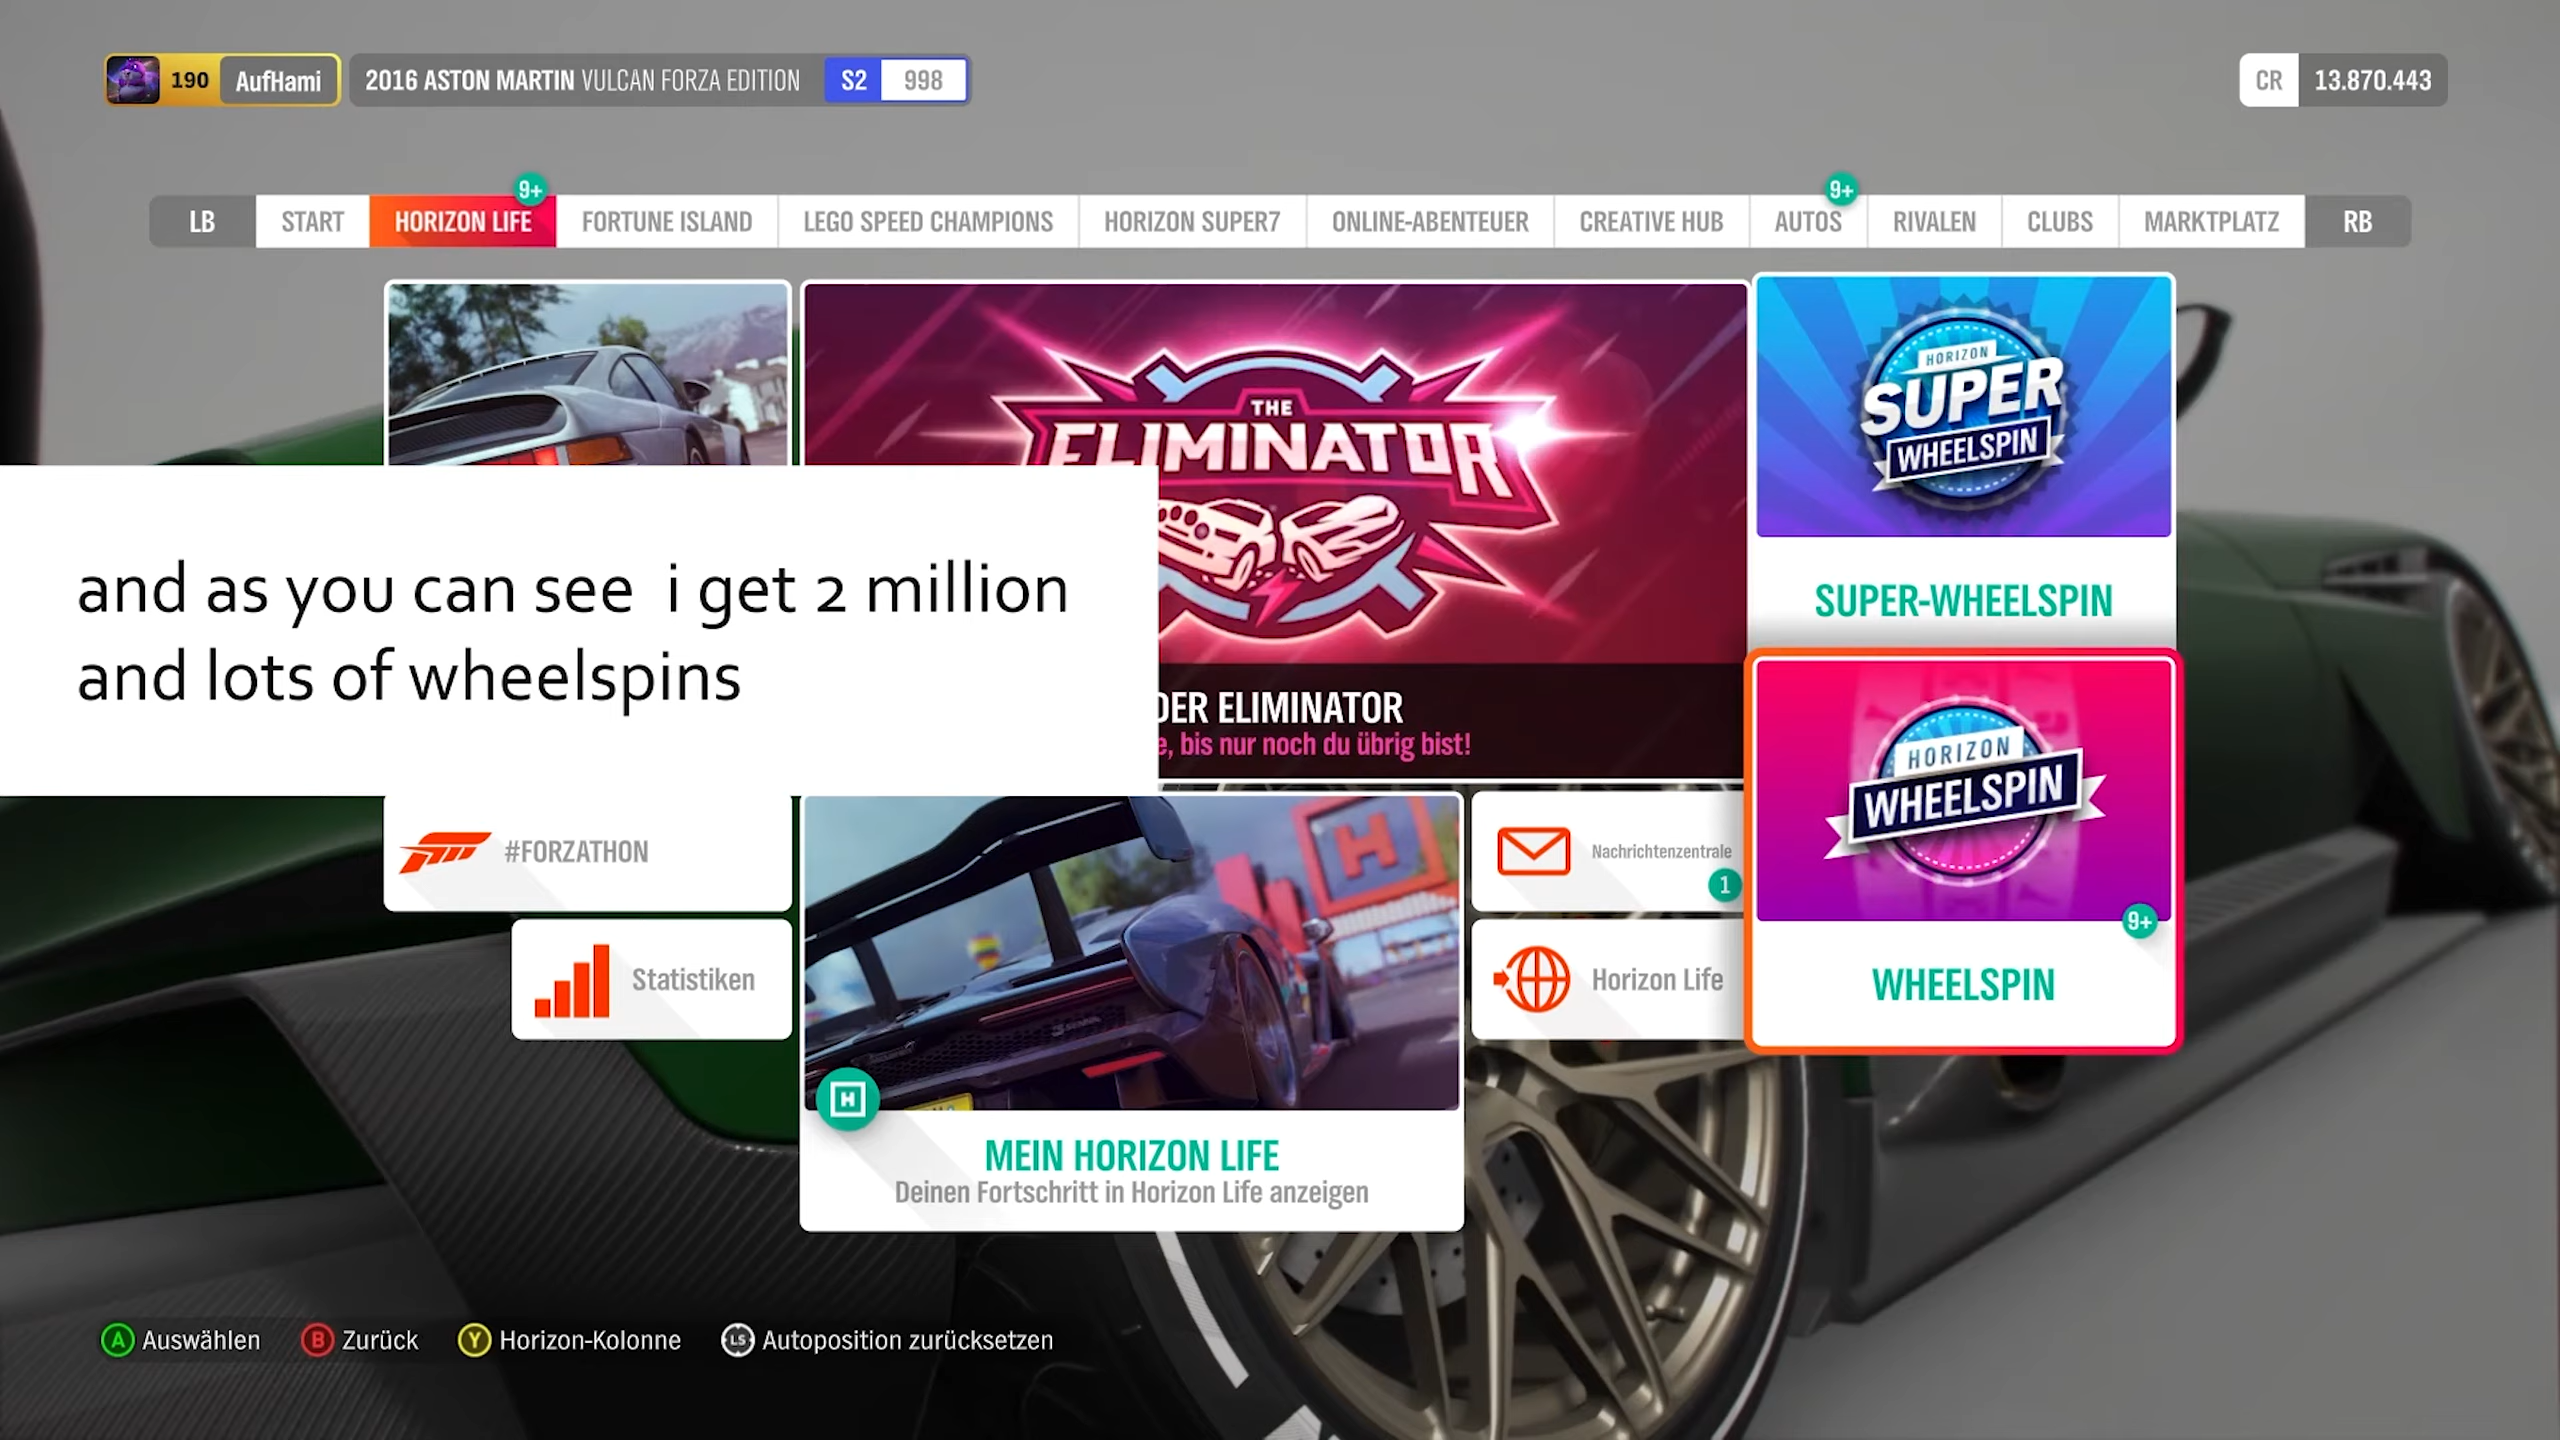 190 AufHami 2016 ASTON MARTIN VULCAN FORZA EDITION S2 998 CR 13.870.443
9+ 9+
LB START HORIZON LIFE FORTUNE ISLAND LEGO SPEED CHAMPIONS HORIZON SUPER7 ONLINE-ABENTEUER CREATIVE HUB AUTOS RIVALEN CLUBS MARKTPLATZ RB
THE
ELIMINATOR
HORIZON
SUPER
WHEELSPIN
SUPER-WHEELSPIN
and as you can see i get 2 million
and lots of wheelspins
DER ELIMINATOR
e, bis nur noch du übrig bist!
HORIZON
WHEELSPIN
9+
WHEELSPIN
#FORZATHON
Statistiken
Nachrichtenzentrale
1
Horizon Life
H
H
MEIN HORIZON LIFE
Deinen Fortschritt in Horizon Life anzeigen
A Auswählen B Zurück Y Horizon-Kolonne LS Autoposition zurücksetzen